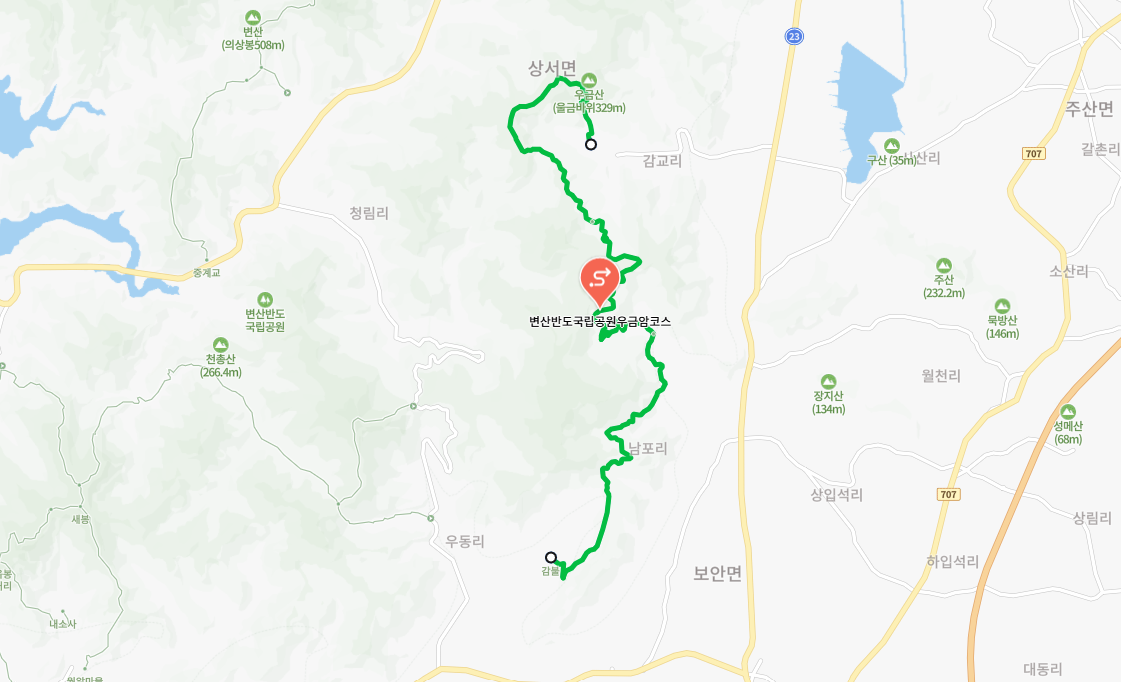 변산
(의상봉508m)
23
상서면
우금산
(울금바위329m)
주산면
707
갈촌리
감교리
구산 (35m)
사산리
청림리
중계교
소산리
주산
(232.2m)
변산반도
국립공원
묵방산
(146m)
변산반도국립공원우금암코스
천총산
(266.4m)
월천리
장지산
(134m)
성메산
(68m)
남포리
상입석리
707
새봉
상림리
우동리
하입석리
감불
보안면
내소사
대동리
원암마을